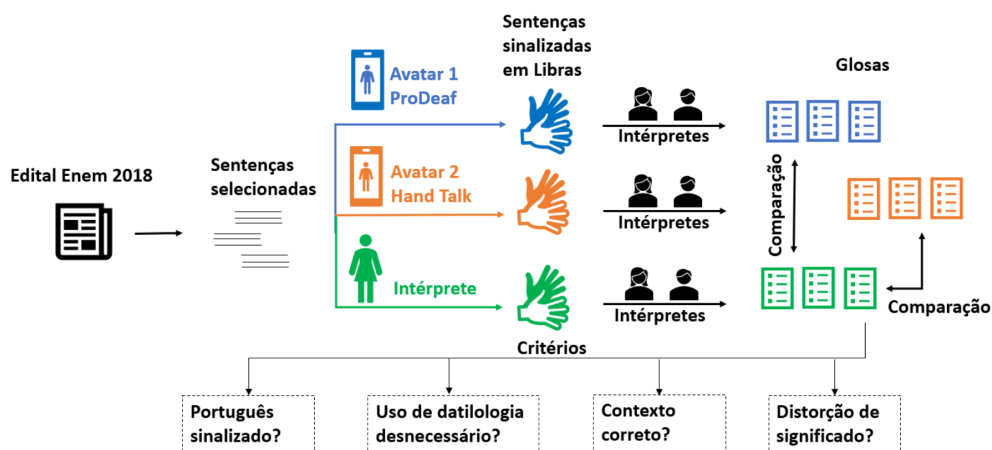 Edital Enem 2018
Sentenças
selecionadas
Avatar 1
ProDeaf
Avatar 2
Hand Talk
Intérprete
Sentenças
sinalizadas
em Libras
Intérpretes
Intérpretes
Intérpretes
Glosas
Comparação
Comparação
Critérios
Português
sinalizado?
Uso de datilologia
desnecessário?
Contexto
correto?
Distorção de
significado?